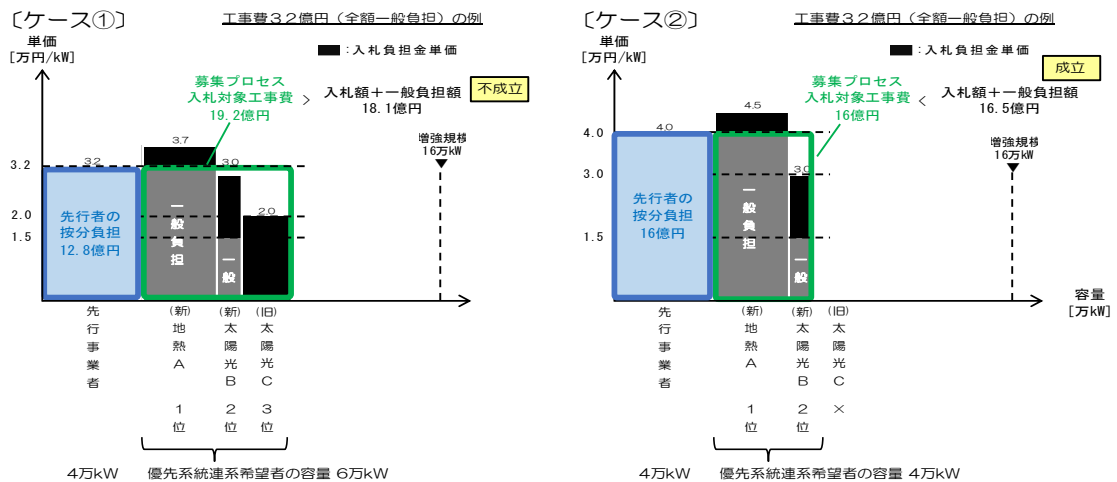 〔ケース①〕
工事費32億円（全額一般負担）の例
単価
[万円/kW]
：入札負担金単価
募集プロセス
入札対象工事費
19.2億円
＞
入札額＋一般負担額
18.1億円
不成立
増強規模
16万kW
3.2
2.0
1.5
3.2
3.7
3.0
2.0
先行者の
按分負担
12.8億円
一般負担
一般
先行事業者
(新)地熱A
(新)太陽光B
(旧)太陽光C
1位
2位
3位
4万kW
優先系統連系希望者の容量 6万kW
〔ケース②〕
工事費32億円（全額一般負担）の例
単価
[万円/kW]
：入札負担金単価
募集プロセス
入札対象工事費
16億円
＜
入札額＋一般負担額
16.5億円
成立
増強規模
16万kW
4.0
3.0
1.5
4.0
4.5
3.0
先行者の
按分負担
16億円
一般負担
一般
容量
[万kW]
先行事業者
(新)地熱A
(新)太陽光B
(旧)太陽光C
1位
2位
×
4万kW
優先系統連系希望者の容量 4万kW